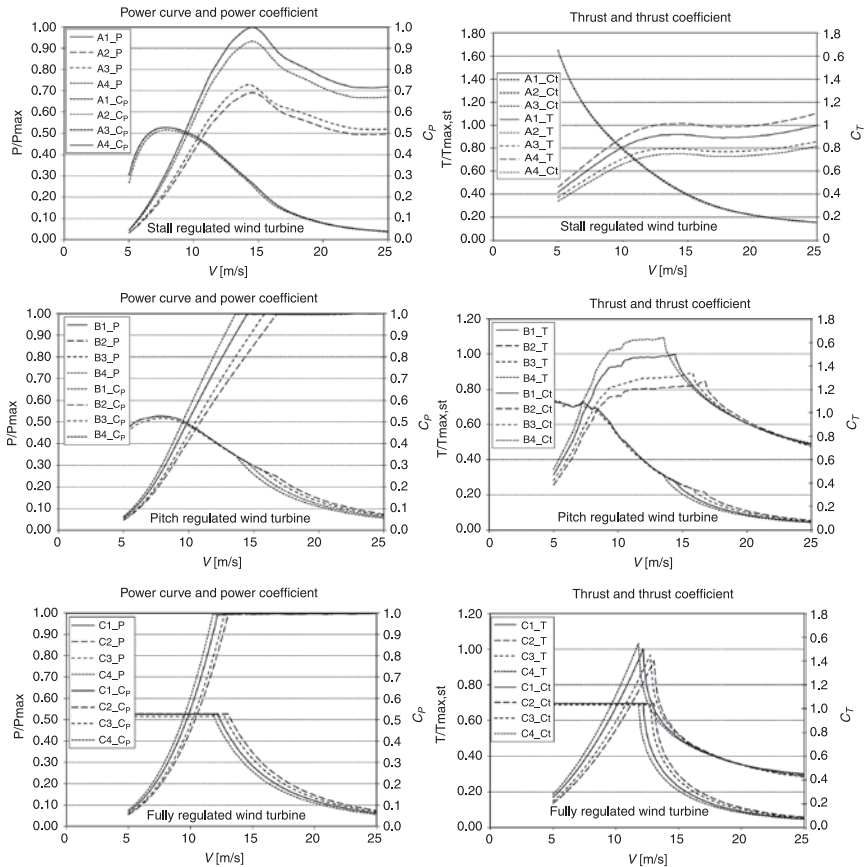 Power curve and power coefficient
P/Pmax
1.00
0.90
0.80
0.70
0.60
0.50
0.40
0.30
0.20
0.10
0.00
A1_P
A2_P
A3_P
A4_P
A1_CP
A2_CP
A3_CP
A4_CP
1.0
0.9
0.8
0.7
0.6
0.5
0.4
0.3
0.2
0.1
0.0
CP
Stall regulated wind turbine
0 5 10 15 20 25
V [m/s]
Thrust and thrust coefficient
T/Tmax,st
1.80
1.60
1.40
1.20
1.00
0.80
0.60
0.40
0.20
0.00
A1_Ct
A2_Ct
A3_Ct
A1_T
A2_T
A3_T
A4_T
A4_Ct
1.8
1.6
1.4
1.2
1
0.8
0.6
0.4
0.2
0
CT
Stall regulated wind turbine
0 5 10 15 20 25
V [m/s]
Power curve and power coefficient
P/Pmax
1.00
0.90
0.80
0.70
0.60
0.50
0.40
0.30
0.20
0.10
0.00
B1_P
B2_P
B3_P
B4_P
B1_CP
B2_CP
B3_CP
B4_CP
1.0
0.9
0.8
0.7
0.6
0.5
0.4
0.3
0.2
0.1
0.0
CP
Pitch regulated wind turbine
0 5 10 15 20 25
V [m/s]
Thrust and thrust coefficient
T/Tmax,st
1.20
1.00
0.80
0.60
0.40
0.20
0.00
B1_T
B2_T
B3_T
B4_T
B1_Ct
B2_Ct
B3_Ct
B4_Ct
1.8
1.6
1.4
1.2
1.0
0.8
0.6
0.4
0.2
0.0
CT
Pitch regulated wind turbine
0 5 10 15 20 25
V [m/s]
Power curve and power coefficient
P/Pmax
1.00
0.90
0.80
0.70
0.60
0.50
0.40
0.30
0.20
0.10
0.00
C1_P
C2_P
C3_P
C4_P
C1_CP
C2_CP
C3_CP
C4_CP
1.0
0.9
0.8
0.7
0.6
0.5
0.4
0.3
0.2
0.1
0.0
CP
Fully regulated wind turbine
0 5 10 15 20 25
V [m/s]
Thrust and thrust coefficient
T/Tmax,st
1.20
1.00
0.80
0.60
0.40
0.20
0.00
C1_T
C2_T
C3_T
C4_T
C1_Ct
C2_Ct
C3_Ct
C4_Ct
1.8
1.6
1.4
1.2
1.0
0.8
0.6
0.4
0.2
0.0
CT
Fully regulated wind turbine
0 5 10 15 20 25
V [m/s]